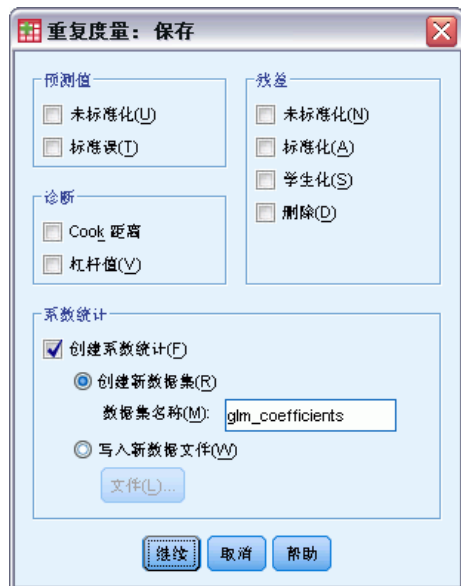 重复度量：保存
预测值
未标准化(U)
标准误(T)
诊断
Cook 距离
杠杆值(V)
残差
未标准化(N)
标准化(A)
学生化(S)
删除(D)
系数统计
创建系数统计(F)
创建新数据集(R)
数据集名称(M): glm_coefficients
写入新数据文件(W)
文件(L)...
继续 取消 帮助